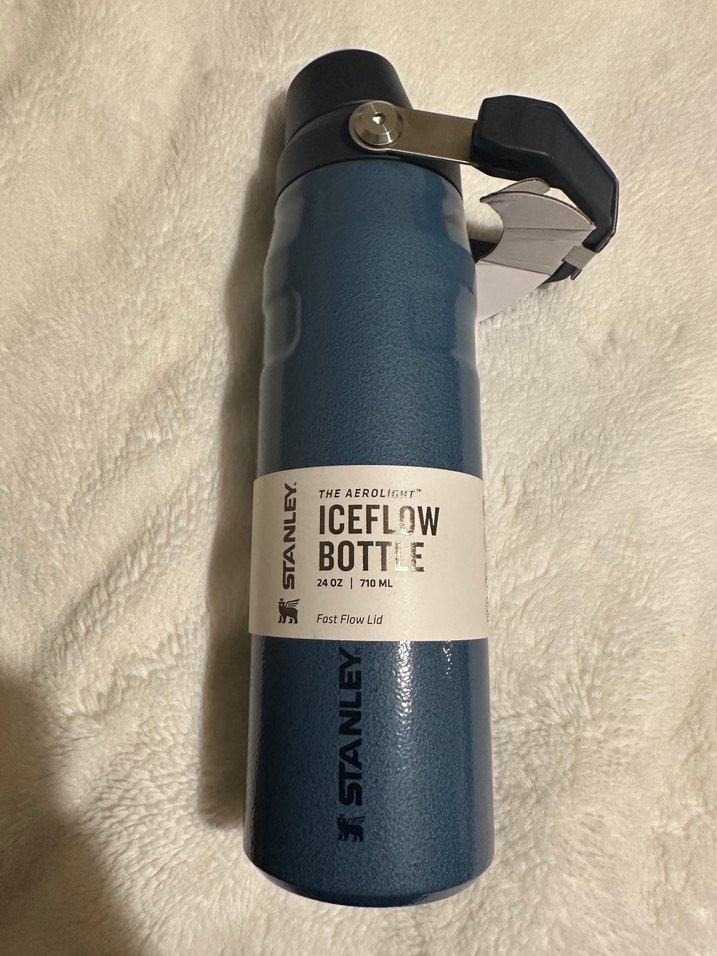 STANLEY.
THE AEROLIGHT™
ICEFLOW
BOTTLE
24 OZ | 710 ML
Fast Flow Lid
STANLEY